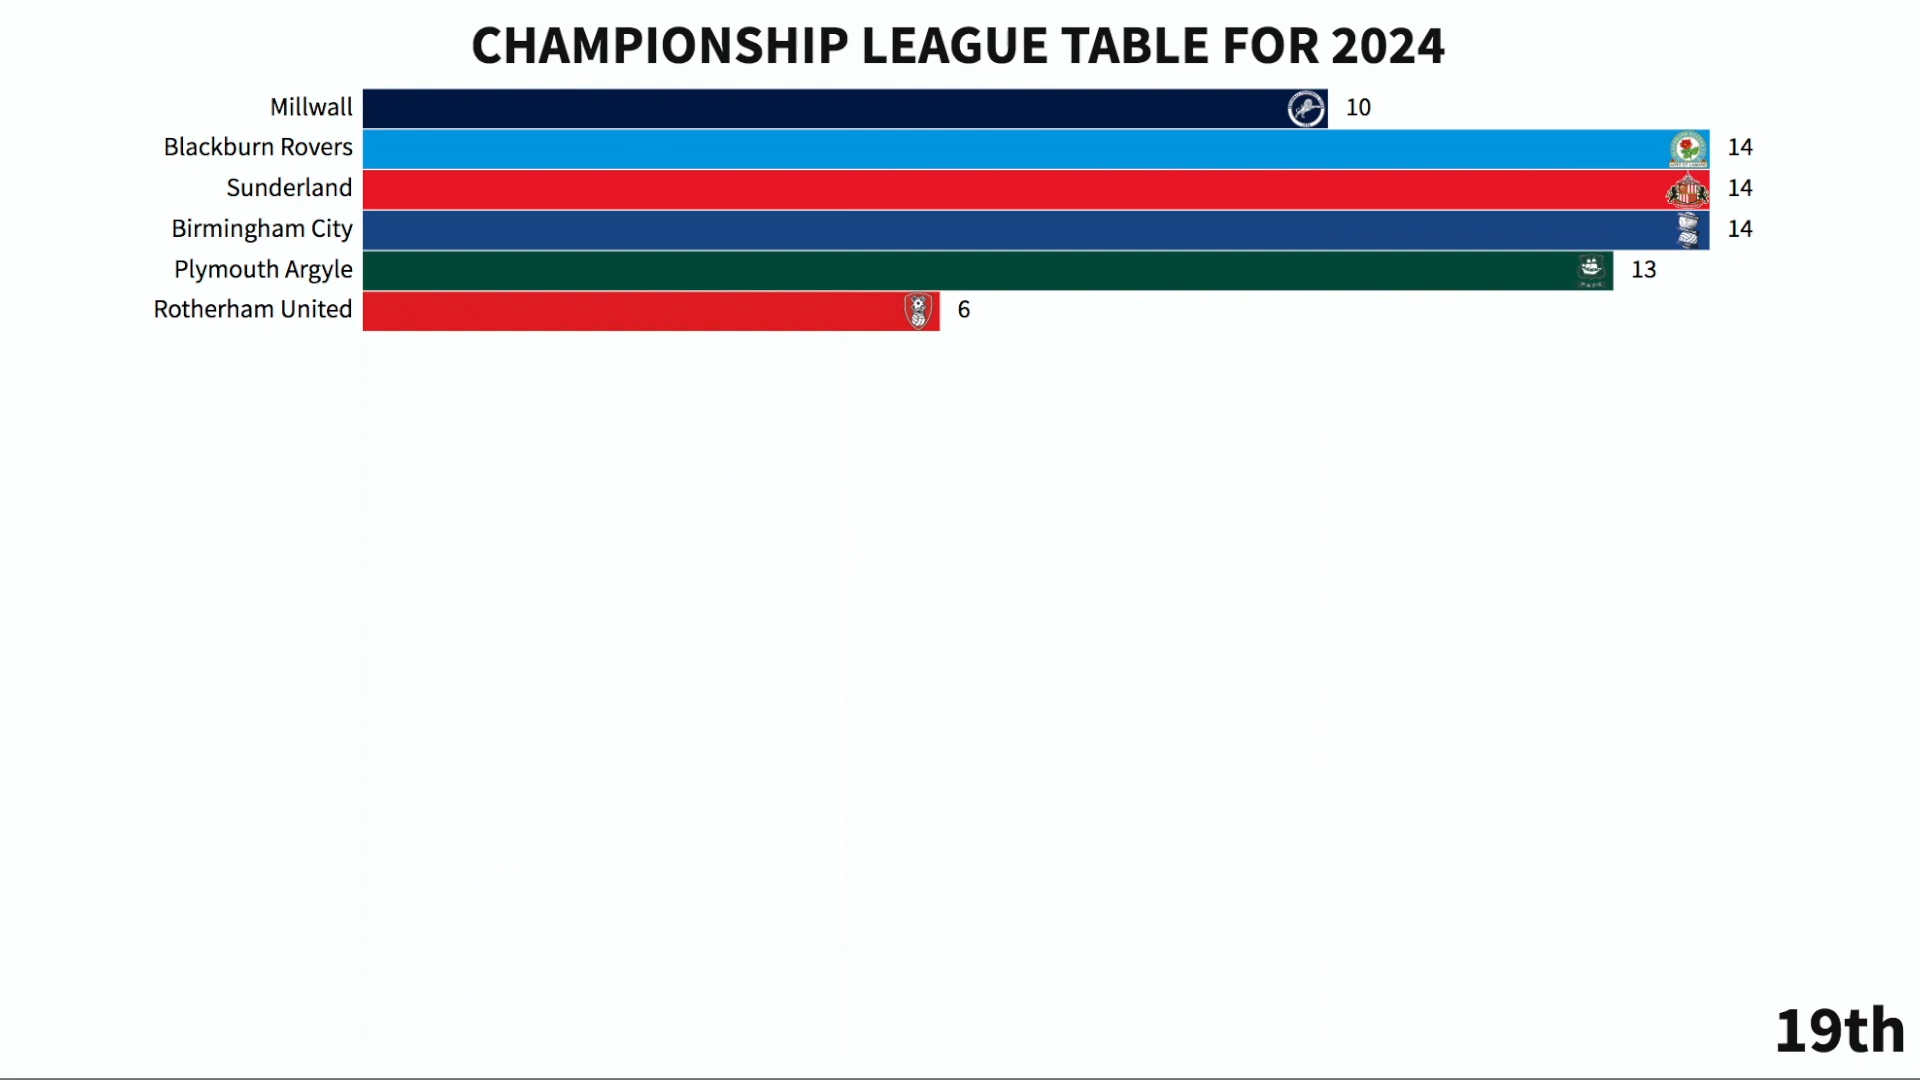 CHAMPIONSHIP LEAGUE TABLE FOR 2024
Millwall 10
Blackburn Rovers 14
Sunderland 14
Birmingham City 14
Plymouth Argyle 13
Rotherham United 6
19th